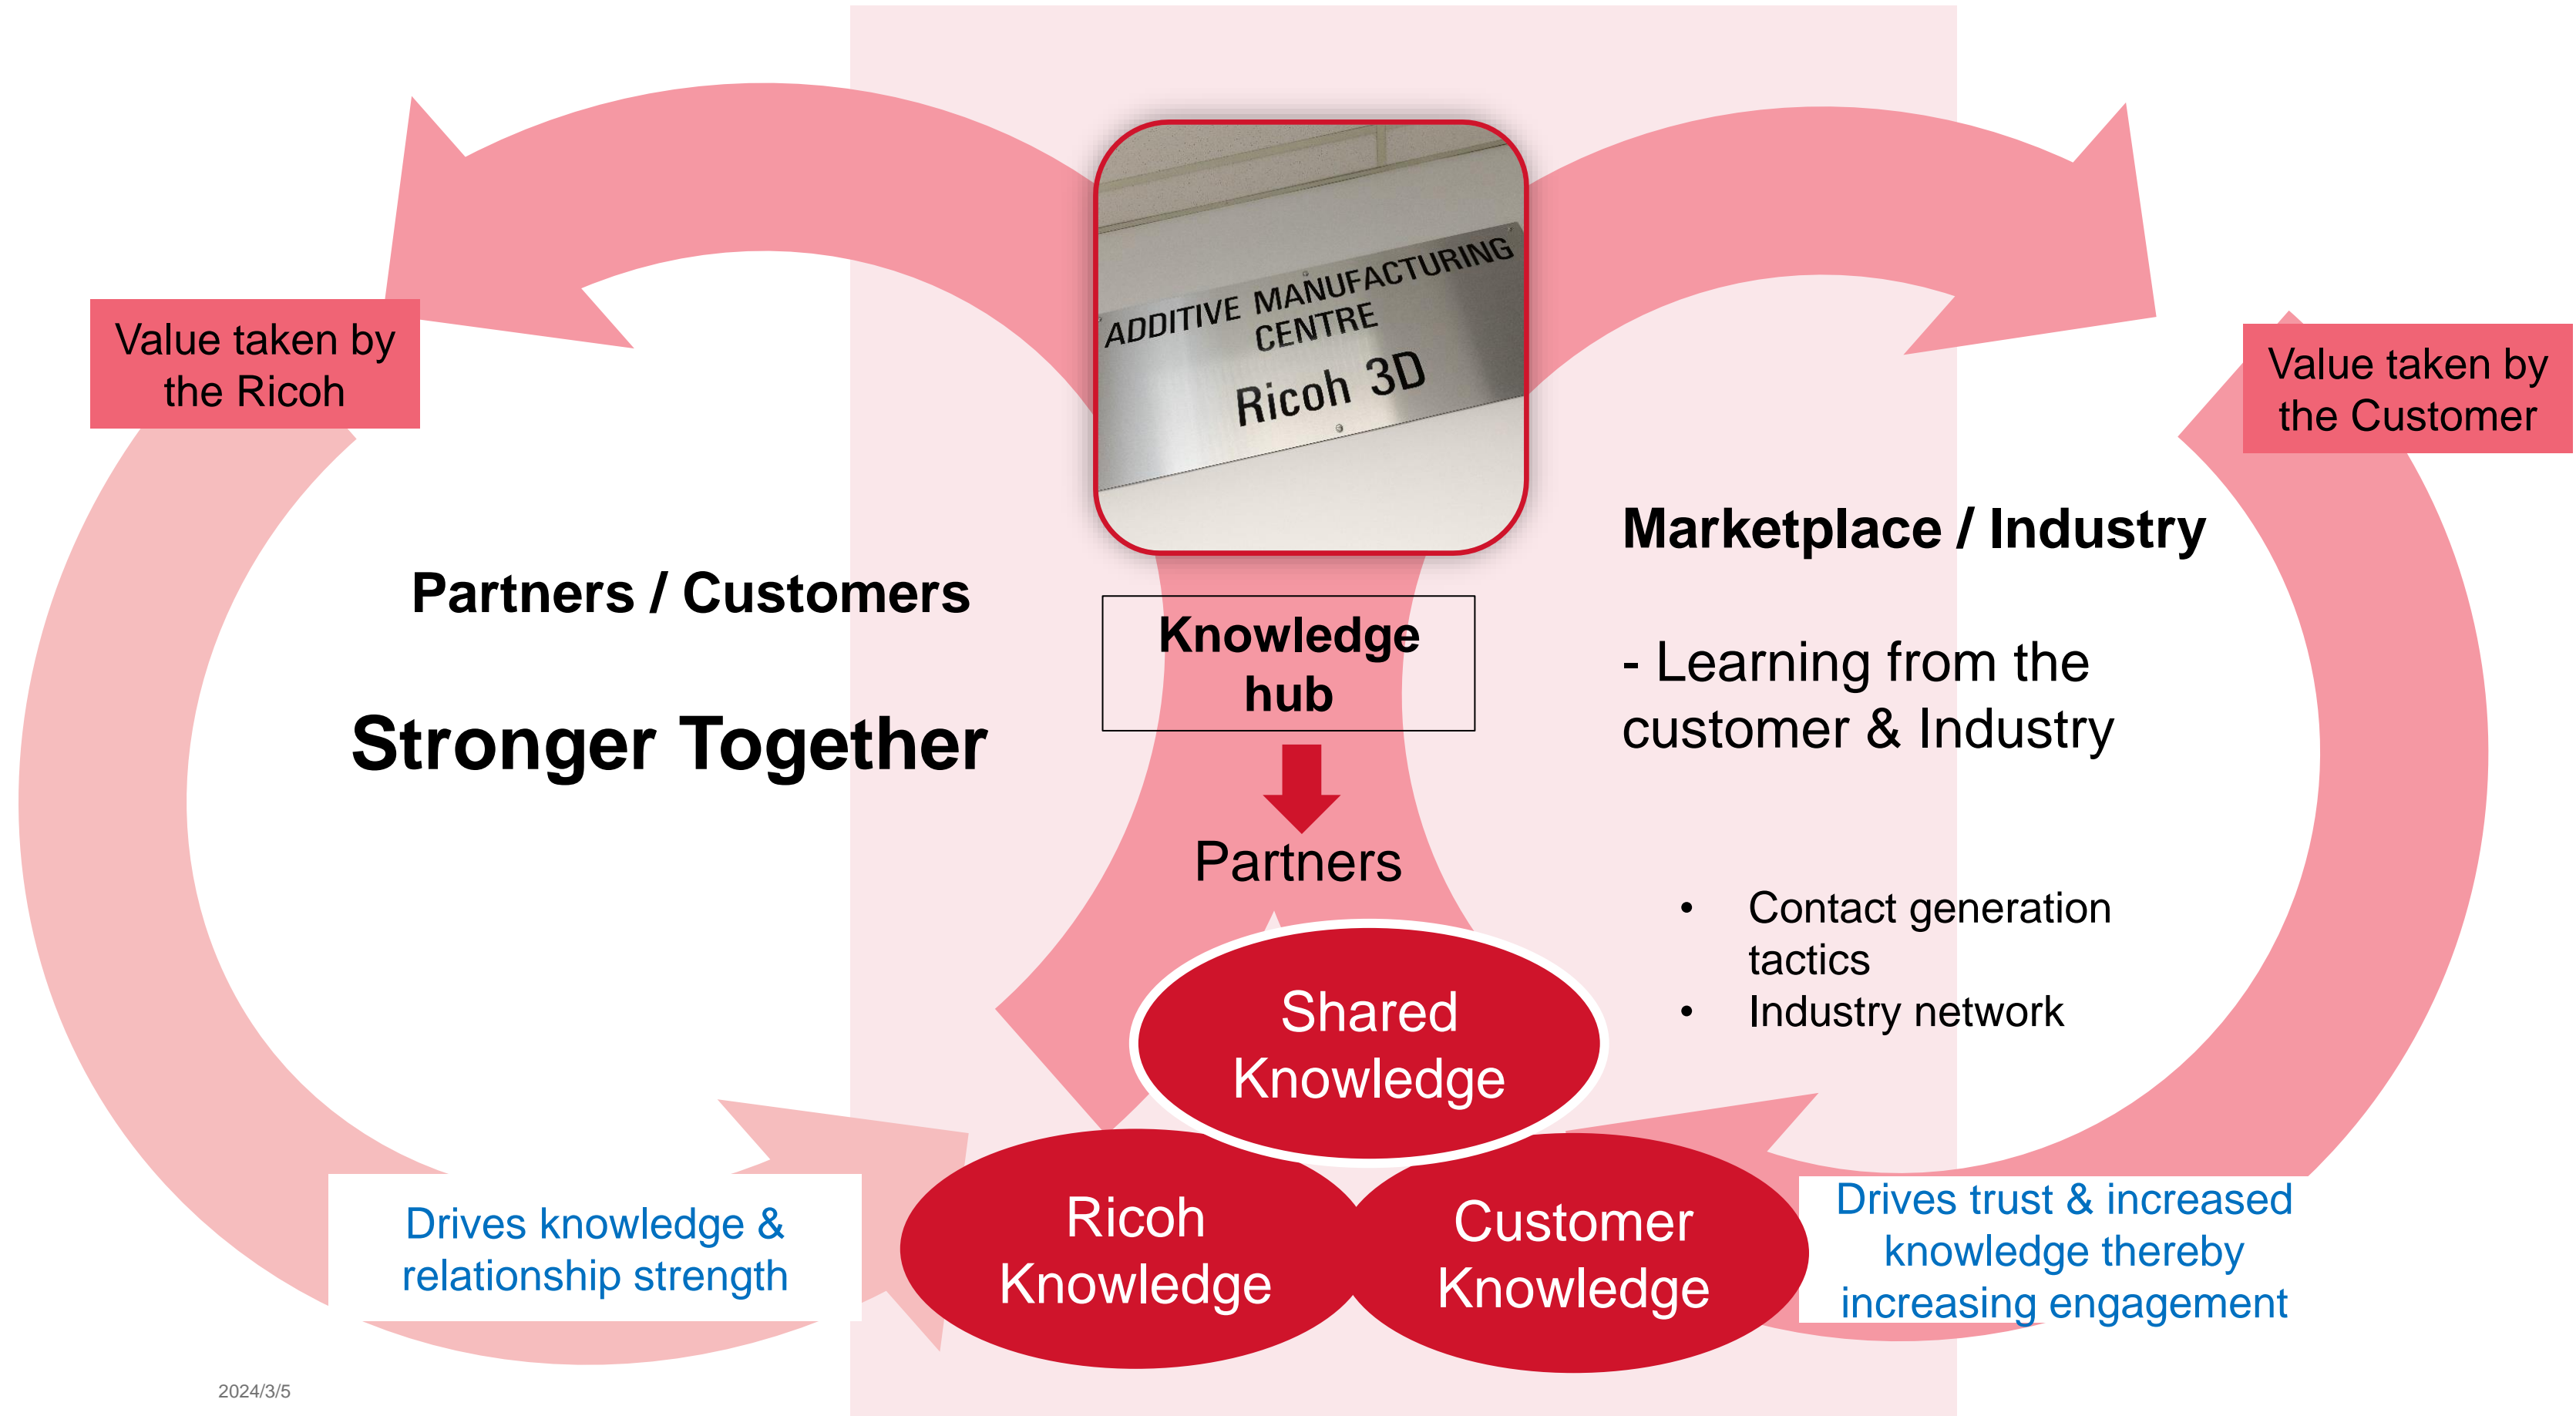 ADDITIVE MANUFACTURING
CENTRE
Ricoh 3D
Value taken by
the Ricoh
Value taken by
the Customer
Partners / Customers
Stronger Together
Knowledge
hub
Partners
Marketplace / Industry
- Learning from the
customer & Industry
• Contact generation
tactics
• Industry network
Shared
Knowledge
Ricoh
Knowledge
Customer
Knowledge
Drives knowledge &
relationship strength
Drives trust & increased
knowledge thereby
increasing engagement
2024/3/5